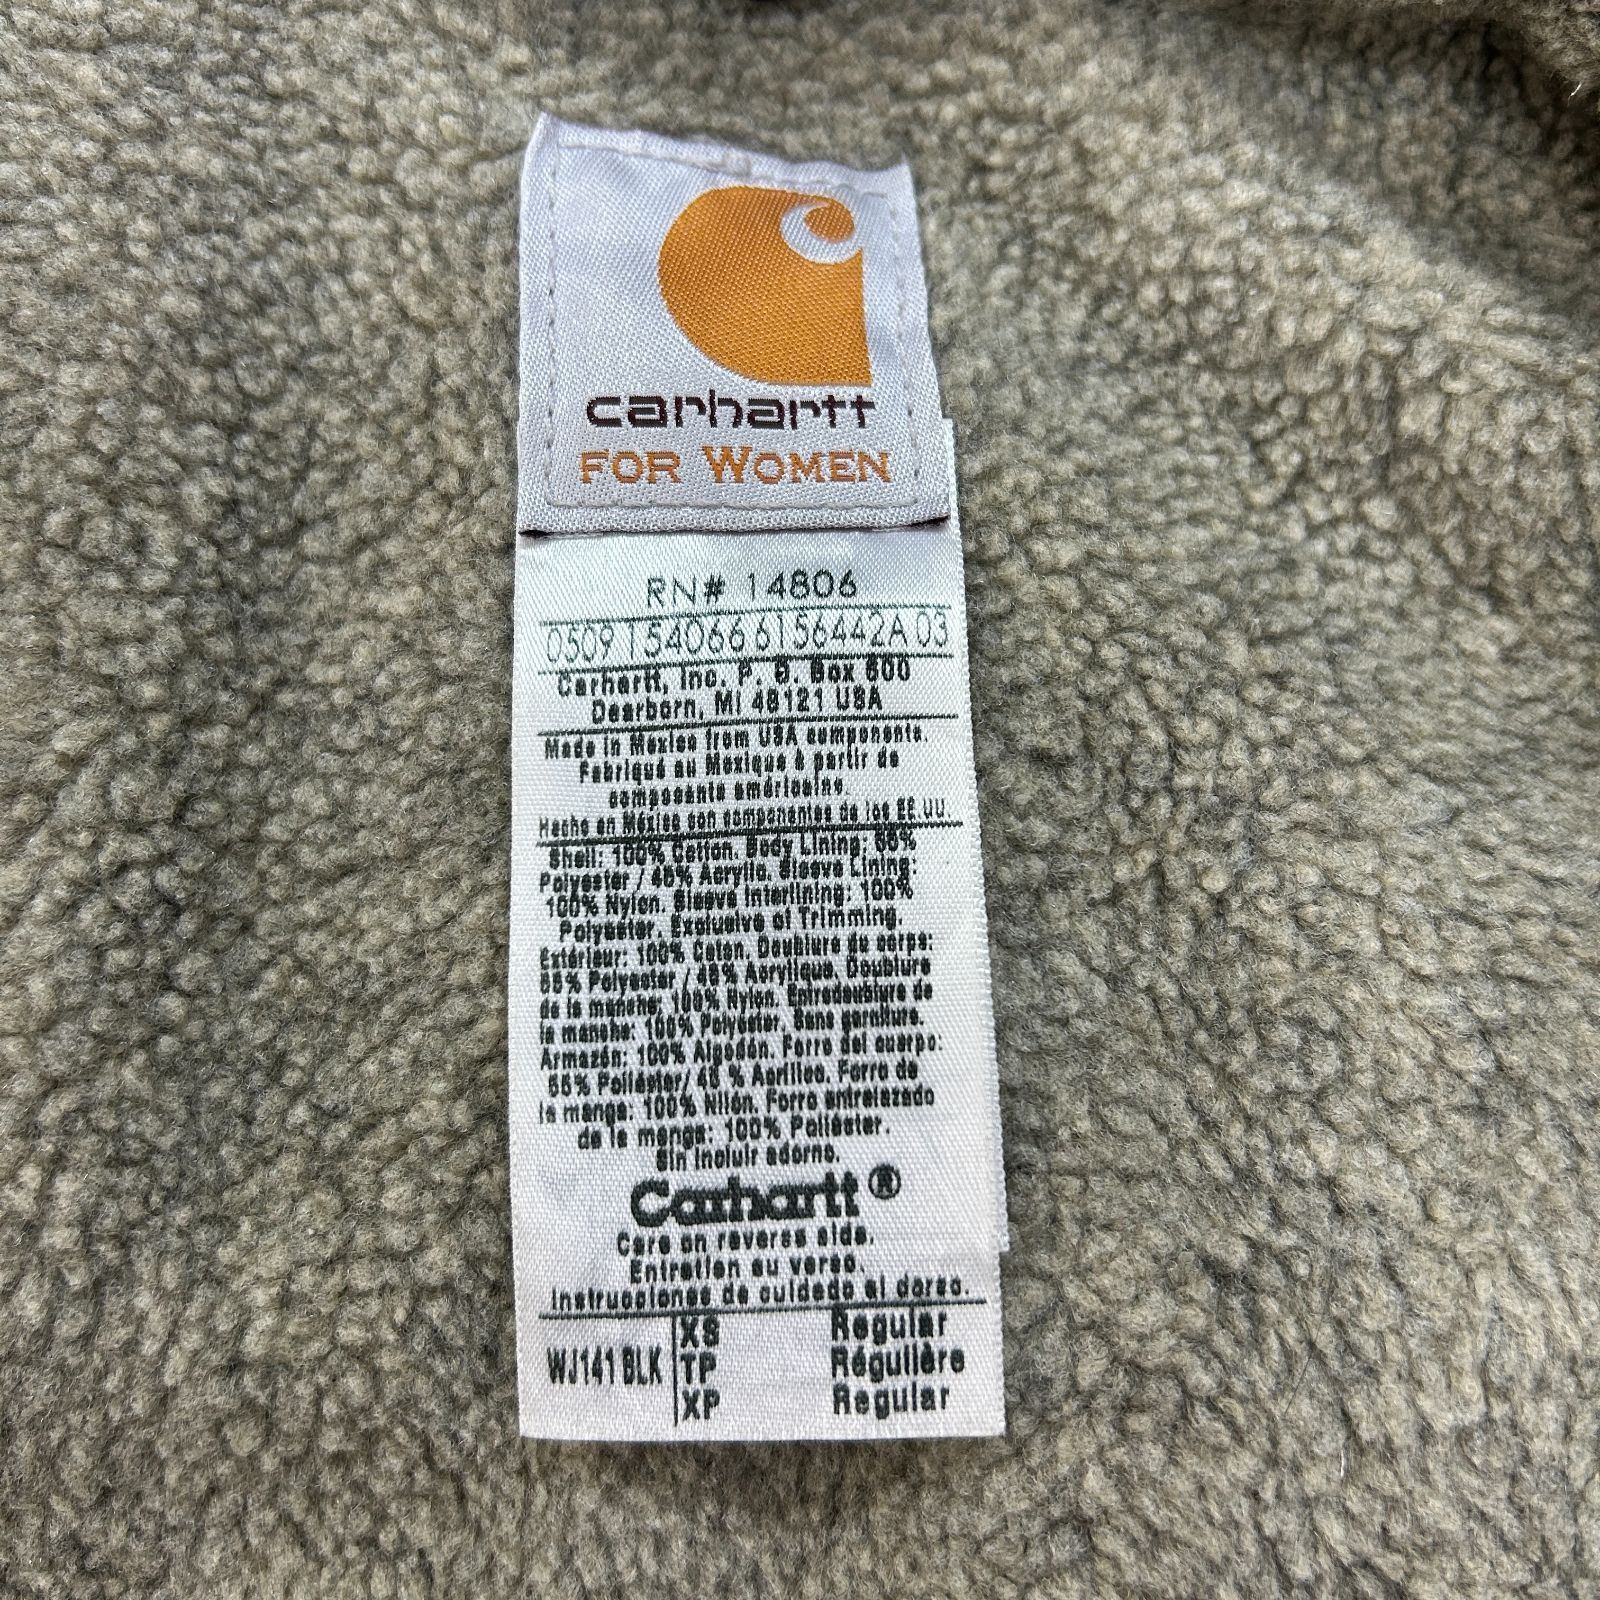 carhartt
FOR WOMEN
RN# 14806
0509 154066 6156442A 03
Carhartt, Inc. P. O. Box 600
Dearborn, MI 48121 USA
Made in Mexico from USA components.
Fabriqué au Mexique à partir de
composants américains.
Hecho en México con componentes de los EE.UU.
Shell: 100% Cotton. Body Lining: 55%
Polyester / 45% Acrylic. Sleeve Lining:
100% Nylon. Sleeve Interlining: 100%
Polyester. Exclusive of Trimming.
Extérieur: 100% Coton. Doublure du corps:
55% Polyester / 45% Acrylique. Doublure
de la manche: 100% Nylon. Entredoublure de
la manche: 100% Polyester. Sans garniture.
Armazón: 100% Algodón. Forro del cuerpo:
55% Poliéster/ 45 % Acrílico. Forro de
la manga: 100% Nilón. Forro entrelazado
de la manga: 100% Poliéster.
Sin incluir adorno.
Carhartt®
Care on reverse side.
Entretien au verso.
Instrucciones de cuidado al dorso.
WJ141 BLK XS Regular
TP Régulière
XP Regular